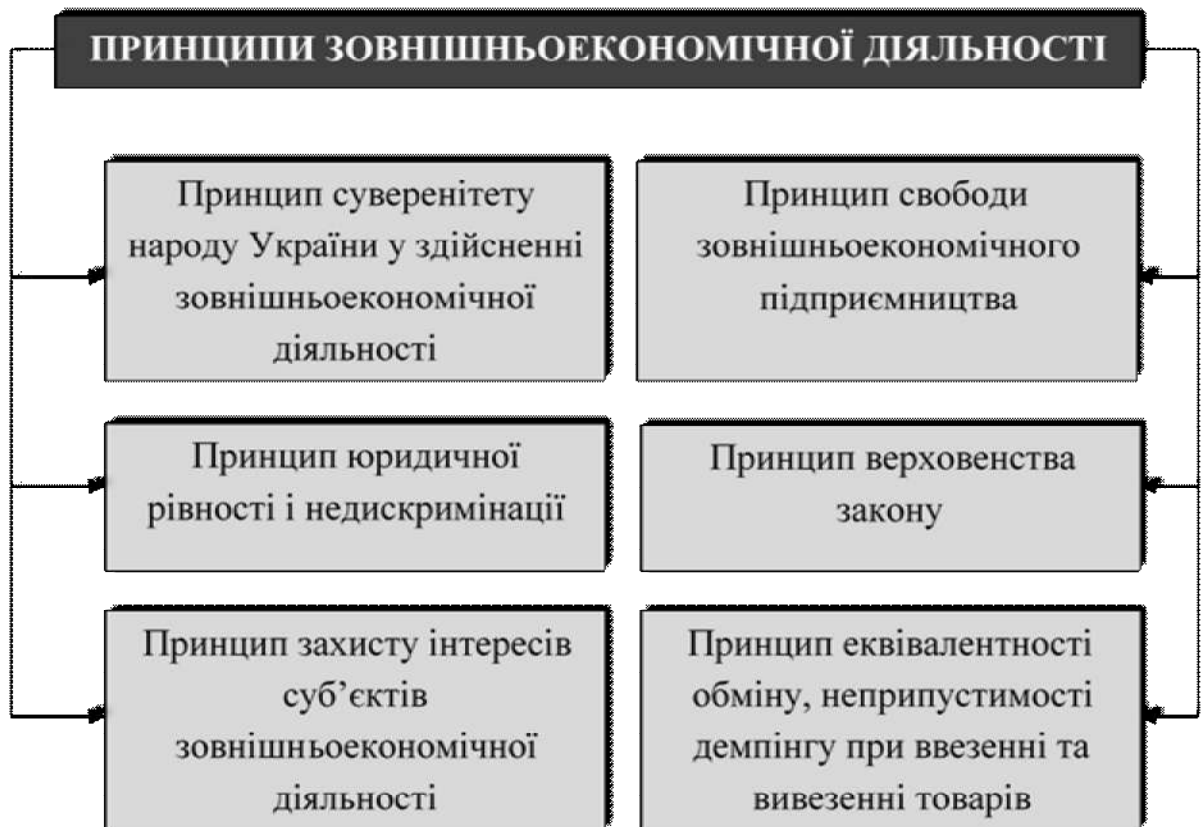 ПРИНЦИПИ ЗОВНІШНЬОЕКОНОМІЧНОЇ ДІЯЛЬНОСТІ
Принцип суверенітету
народу України у здійсненні
зовнішньоекономічної
діяльності
Принцип свободи
зовнішньоекономічного
підприємництва
Принцип юридичної
рівності і недискримінації
Принцип верховенства
закону
Принцип захисту інтересів
суб’єктів
зовнішньоекономічної
діяльності
Принцип еквівалентності
обміну, неприпустимості
демпінгу при ввезенні та
вивезенні товарів